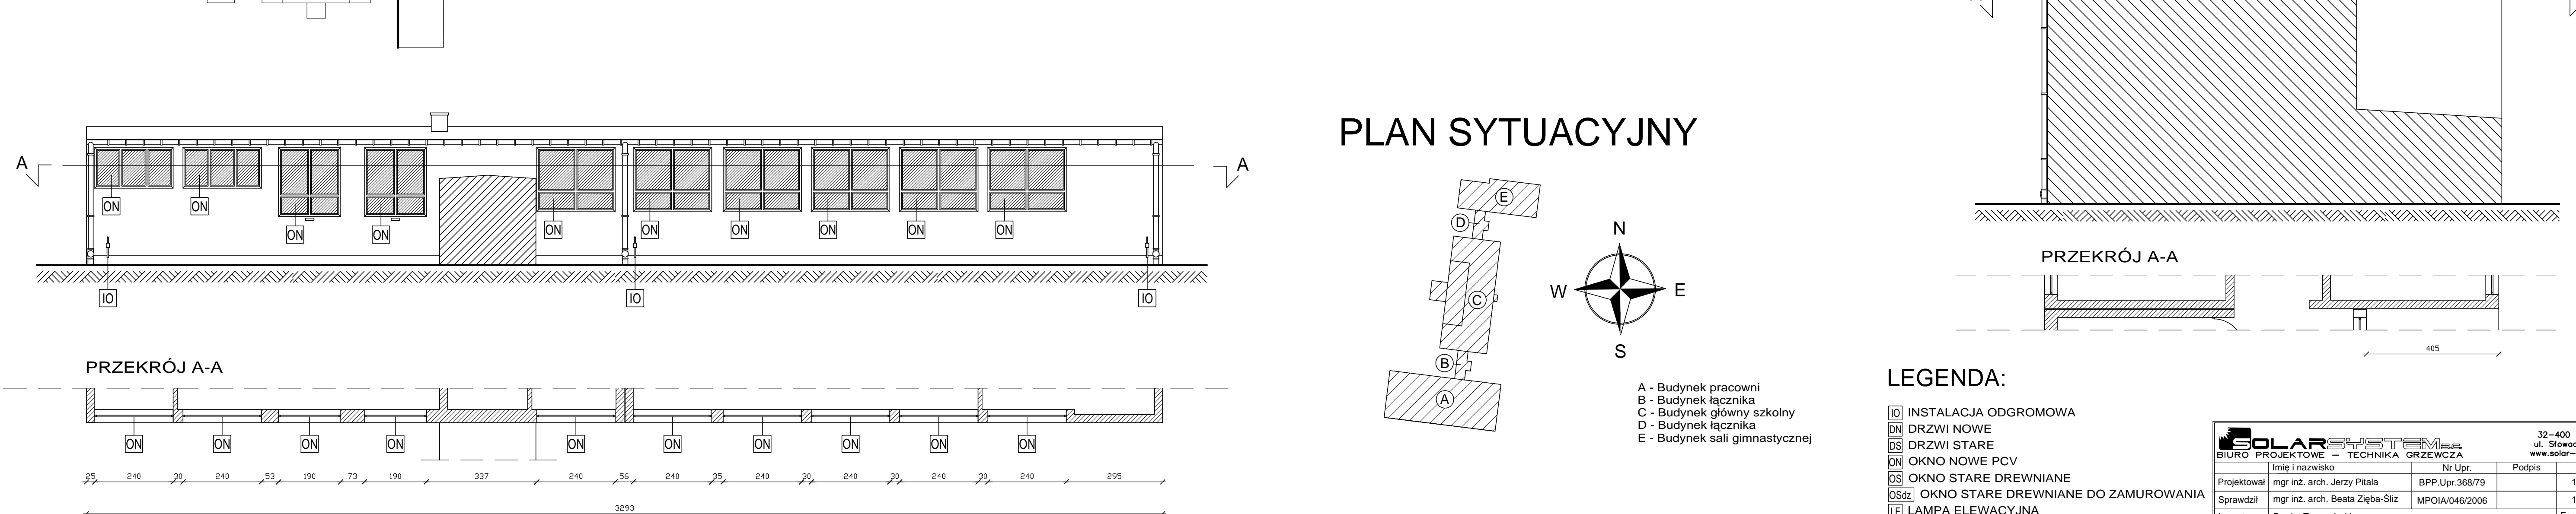 A A
ON ON ON ON ON ON ON ON ON ON
IO IO IO
PRZEKRÓJ A-A
ON ON ON ON ON ON ON ON ON ON
25 240 30 240 53 190 73 190 337 240 56 240 35 240 30 240 30 240 30 240 295
3293
PLAN SYTUACYJNY
E
D
C
B
A
N
W E
S
A - Budynek pracowni
B - Budynek łącznika
C - Budynek główny szkolny
D - Budynek łącznika
E - Budynek sali gimnastycznej
PRZEKRÓJ A-A
405
LEGENDA:
IO INSTALACJA ODGROMOWA
DN DRZWI NOWE
DS DRZWI STARE
ON OKNO NOWE PCV
OS OKNO STARE DREWNIANE
OSdz OKNO STARE DREWNIANE DO ZAMUROWANIA
LE LAMPA ELEWACYJNA
SOLARSYSTEM s.c.
BIURO PROJEKTOWE – TECHNIKA GRZEWCZA
32-400
ul. Słowac
www.solar-
Imię i nazwisko Nr Upr. Podpis
Projektował mgr inż. arch. Jerzy Pitala BPP.Upr.368/79 1
Sprawdził mgr inż. arch. Beata Zięba-Śliz MPOIA/046/2006 1